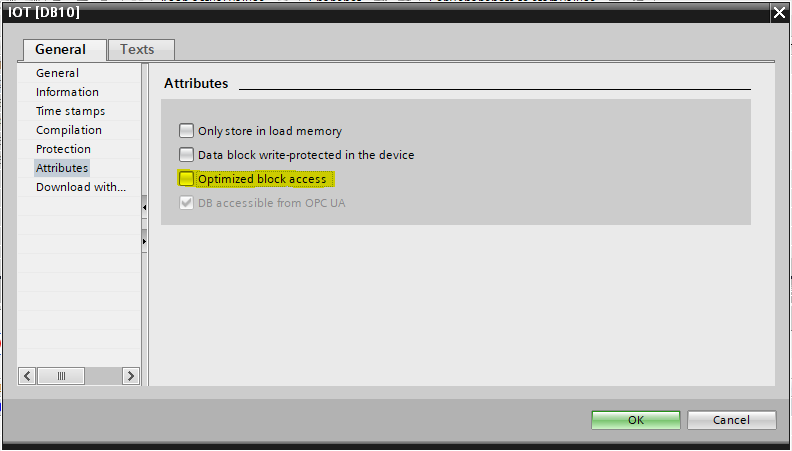 IOT [DB10]
General
Texts
General
Information
Time stamps
Compilation
Protection
Attributes
Download with...
Attributes
Only store in load memory
Data block write-protected in the device
Optimized block access
DB accessible from OPC UA
OK
Cancel